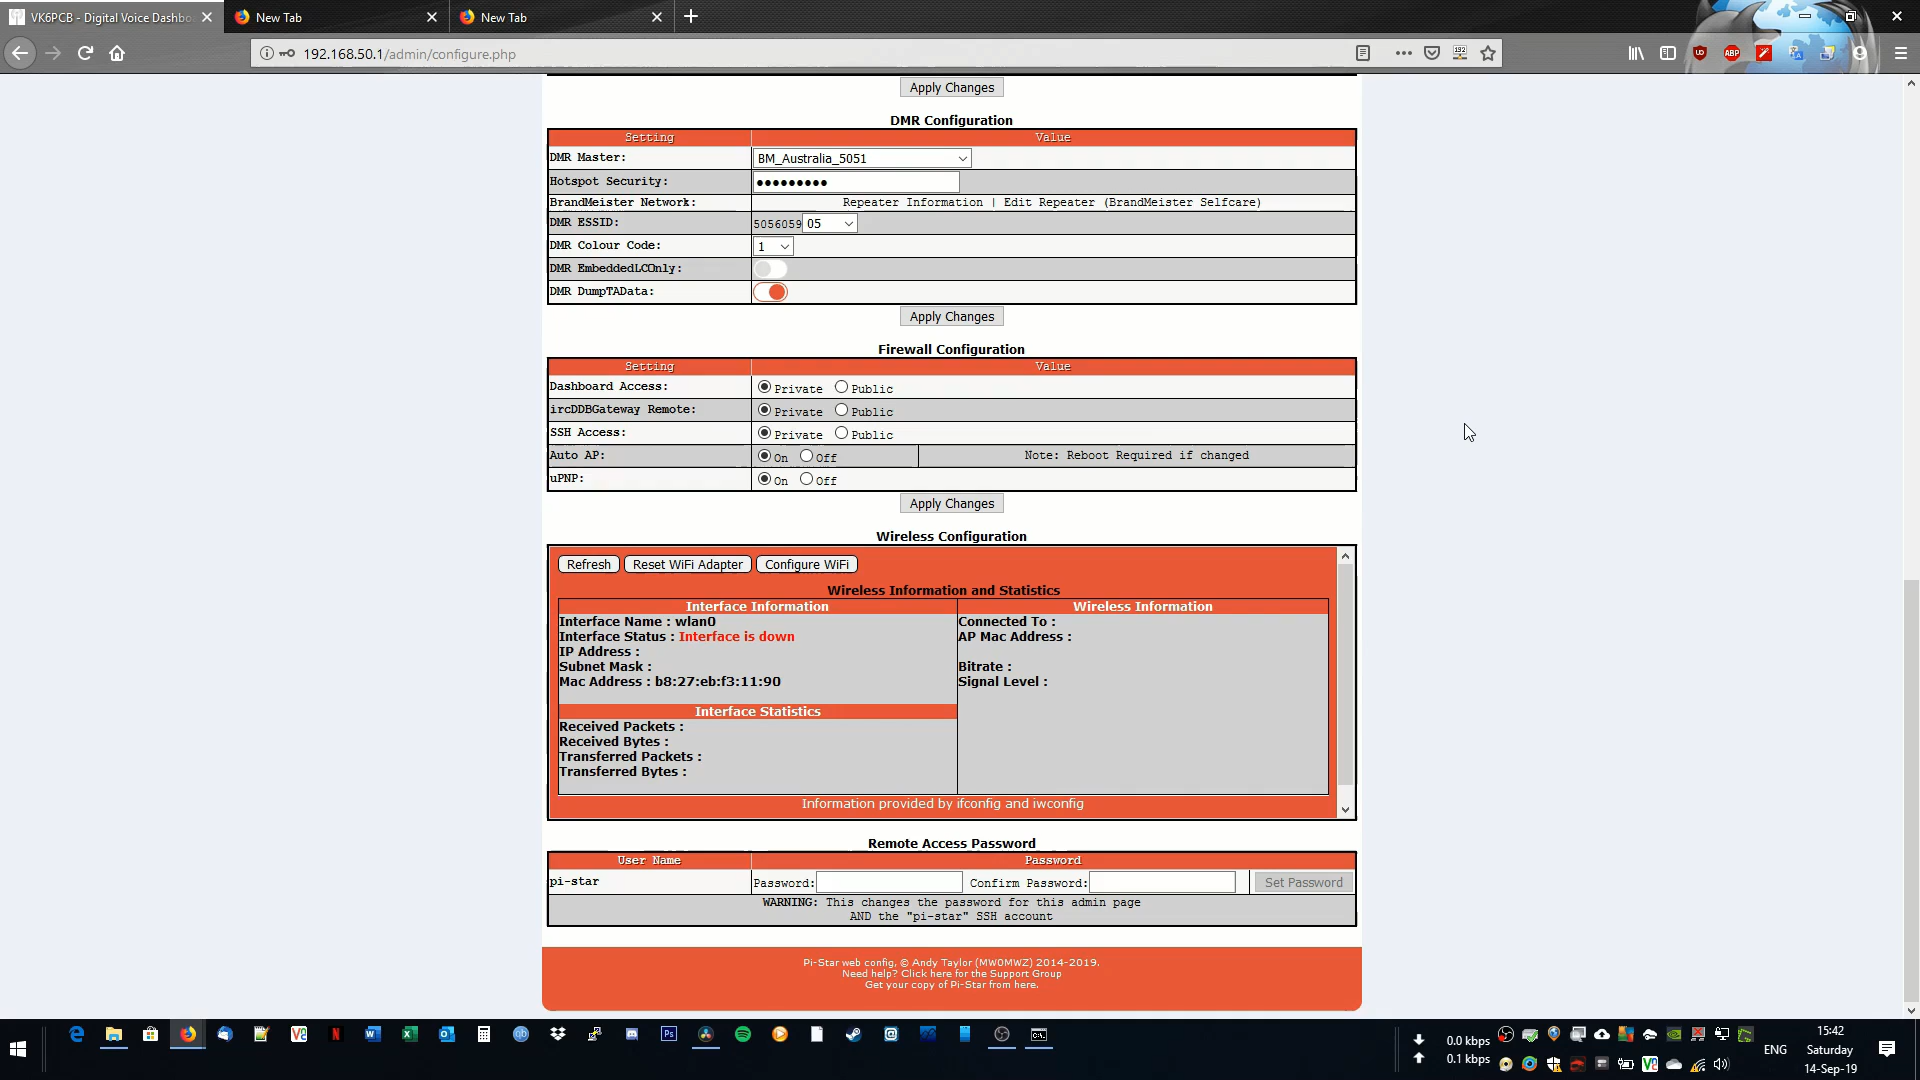 VK6PCB - Digital Voice Dashbo
New Tab
New Tab
192.168.50.1/admin/configure.php
Apply Changes
DMR Configuration
Setting Value
DMR Master: BM_Australia_5051
Hotspot Security: •••••••••
BrandMeister Network: Repeater Information | Edit Repeater (BrandMeister Selfcare)
DMR ESSID: 5056059 05
DMR Colour Code: 1
DMR EmbeddedLCOnly:
DMR DumpTAData:
Apply Changes
Firewall Configuration
Setting Value
Dashboard Access: Private Public
ircDDBGateway Remote: Private Public
SSH Access: Private Public
Auto AP: On Off Note: Reboot Required if changed
uPNP: On Off
Apply Changes
Wireless Configuration
Refresh Reset WiFi Adapter Configure WiFi
Wireless Information and Statistics
Interface Information Wireless Information
Interface Name : wlan0 Connected To :
Interface Status : Interface is down AP Mac Address :
IP Address :
Subnet Mask : Bitrate :
Mac Address : b8:27:eb:f3:11:90 Signal Level :
Interface Statistics
Received Packets :
Received Bytes :
Transferred Packets :
Transferred Bytes :
Information provided by ifconfig and iwconfig
Remote Access Password
User Name Password
pi-star Password: Confirm Password: Set Password
WARNING: This changes the password for this admin page
AND the "pi-star" SSH account
Pi-Star web config, © Andy Taylor (MW0MWZ) 2014-2019.
Need help? Click here for the Support Group
Get your copy of Pi-Star from here.
0.0 kbps
0.1 kbps
ENG
15:42
Saturday
14-Sep-19